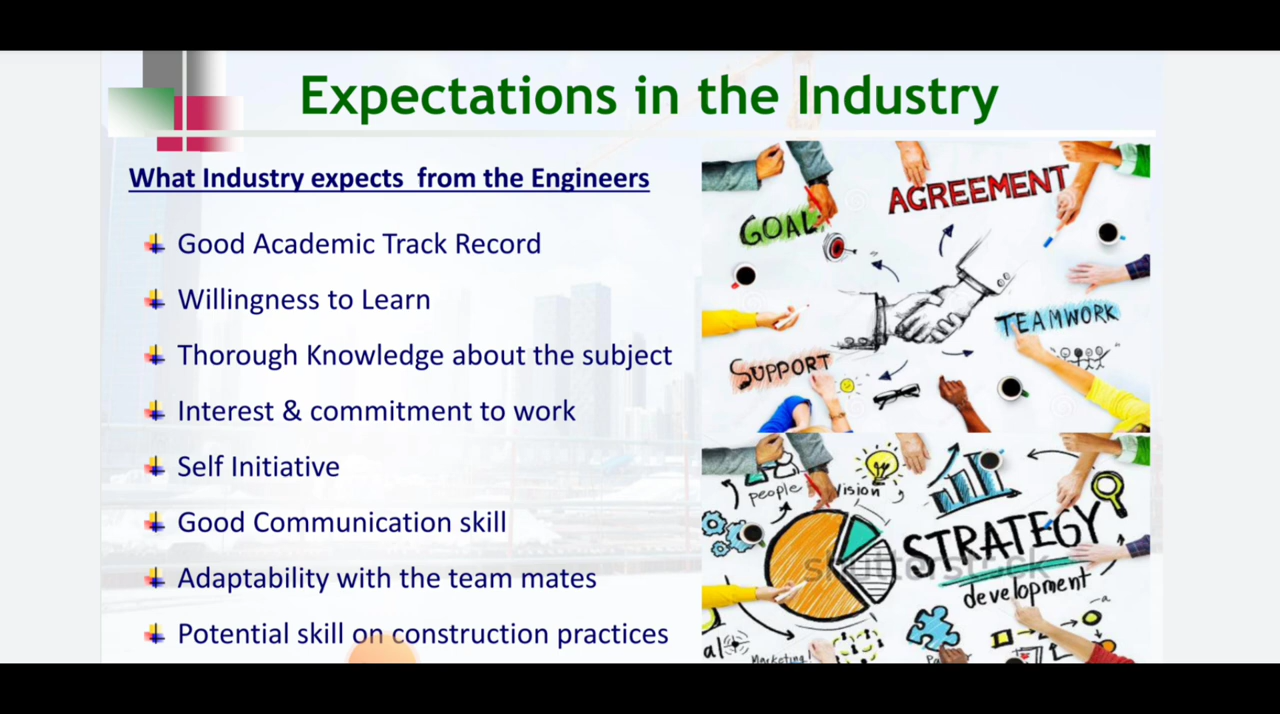 Expectations in the Industry
What Industry expects from the Engineers
Good Academic Track Record
Willingness to Learn
Thorough Knowledge about the subject
Interest & commitment to work
Self Initiative
Good Communication skill
Adaptability with the team mates
Potential skill on construction practices
AGREEMENT
GOAL
TEAMWORK
SUPPORT
people
Vision
STRATEGY
shutterstock
development
Marketing